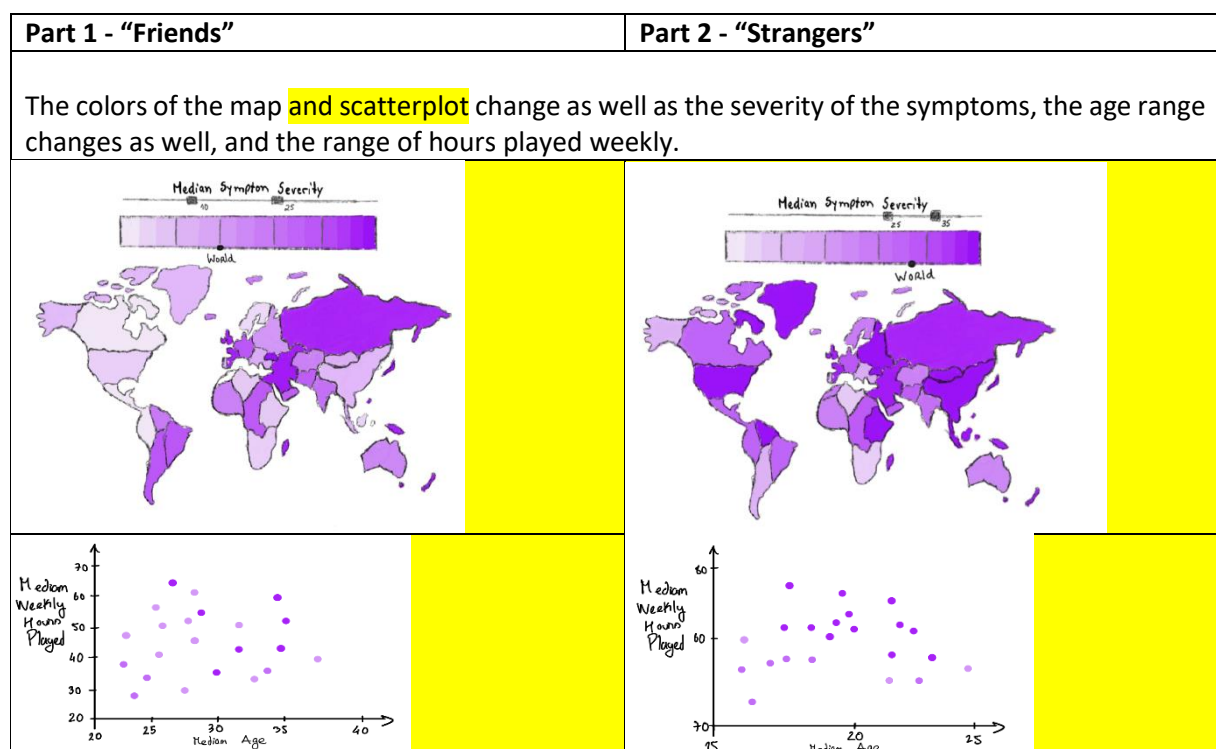 Part 1 - “Friends”
Part 2 - “Strangers”
The colors of the map and scatterplot change as well as the severity of the symptoms, the age range
changes as well, and the range of hours played weekly.
Median Sympton Severity
10 25
World
Median Symptom Severity
25 35
World
Median
Weekly
Hours
Played
70
60
50
40
30
20
20 25 30 35 40
Median Age
Median
Weekly
Hours
Played
80
60
70
15 20 25
Median Age